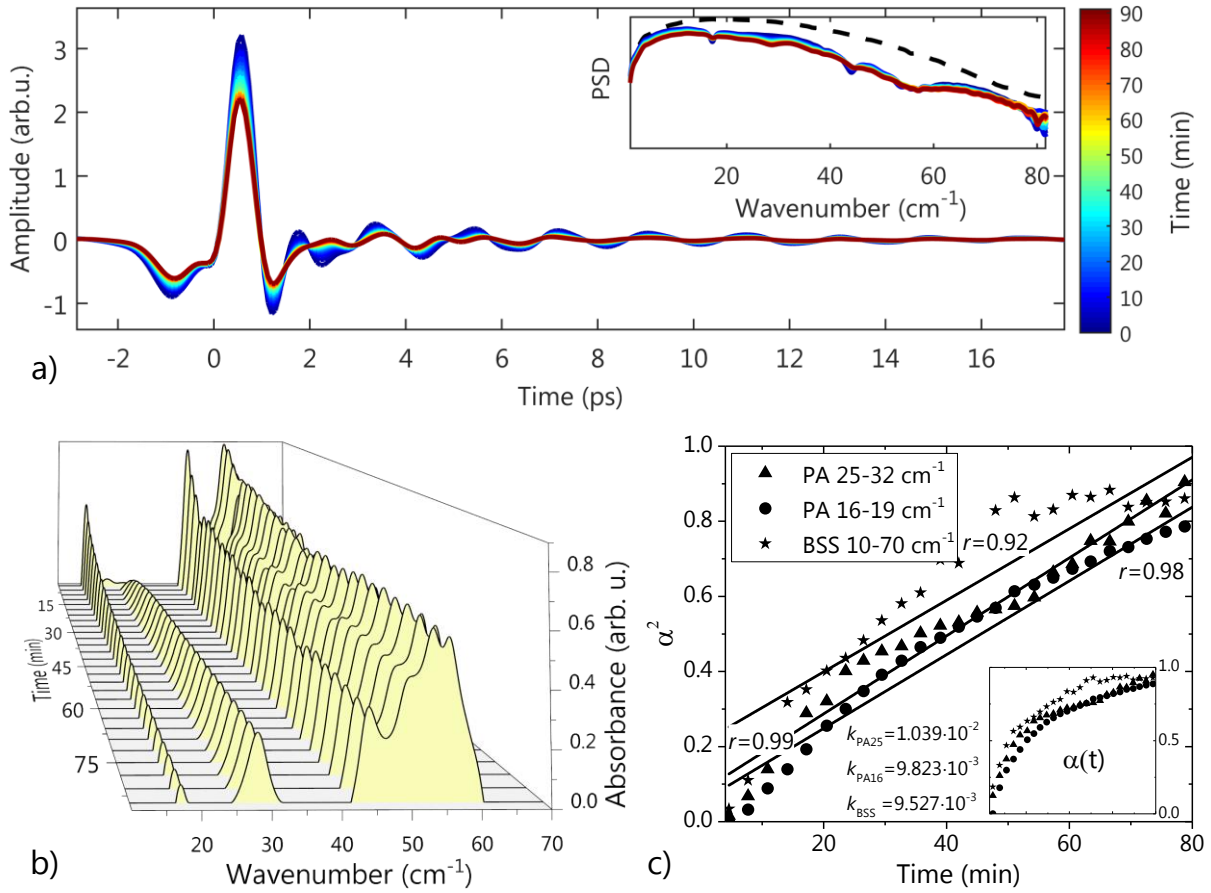 Amplitude (arb.u.)
3
2
1
0
-1
-2 0 2 4 6 8 10 12 14 16
Time (ps)
a)
PSD
20 40 60 80
Wavenumber (cm⁻¹)
90
80
70
60
50
40
30
20
10
0
Time (min)
15
30
45
60
75
Time (min)
20 30 40 50 60 70
Wavenumber (cm⁻¹)
0.8
0.6
0.4
0.2
0.0
Absorbance (arb. u.)
b)
α²
1.0
0.8
0.6
0.4
0.2
0.0
PA 25-32 cm⁻¹
PA 16-19 cm⁻¹
BSS 10-70 cm⁻¹
r=0.92
r=0.98
r=0.99
k_PA25=1.039·10⁻²
k_PA16=9.823·10⁻³
k_BSS=9.527·10⁻³
1.0
0.5
0.0
α(t)
20 40 60 80
Time (min)
c)